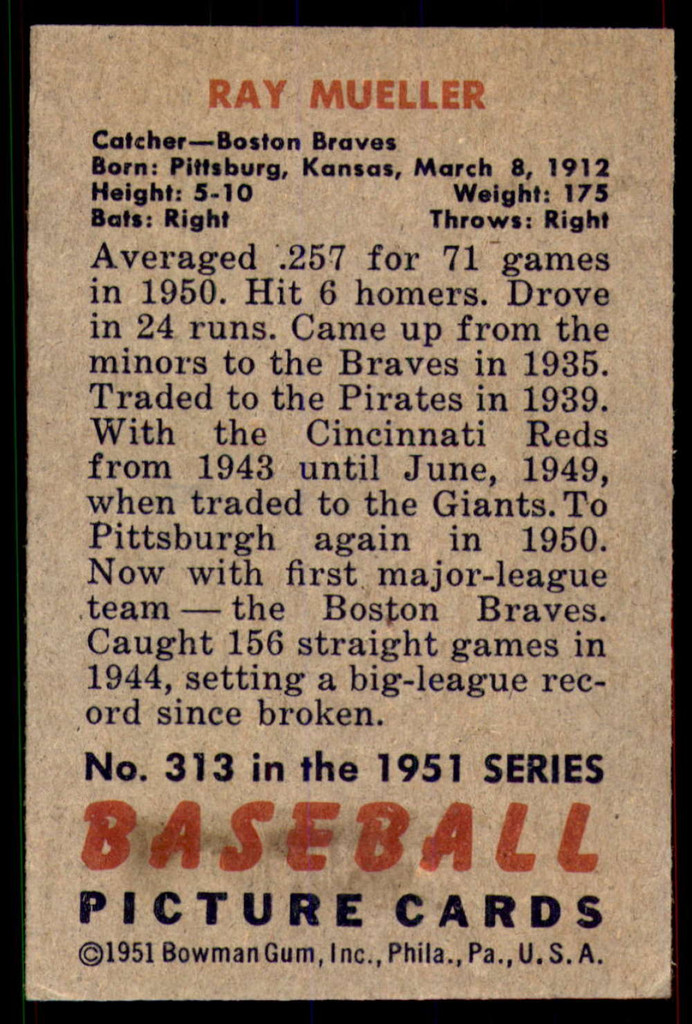 RAY MUELLER
Catcher—Boston Braves
Born: Pittsburg, Kansas, March 8, 1912
Height: 5-10 Weight: 175
Bats: Right Throws: Right
Averaged .257 for 71 games
in 1950. Hit 6 homers. Drove
in 24 runs. Came up from the
minors to the Braves in 1935.
Traded to the Pirates in 1939.
With the Cincinnati Reds
from 1943 until June, 1949,
when traded to the Giants. To
Pittsburgh again in 1950.
Now with first major-league
team — the Boston Braves.
Caught 156 straight games in
1944, setting a big-league rec-
ord since broken.
No. 313 in the 1951 SERIES
BASEBALL
PICTURE CARDS
©1951 Bowman Gum, Inc., Phila., Pa., U. S. A.